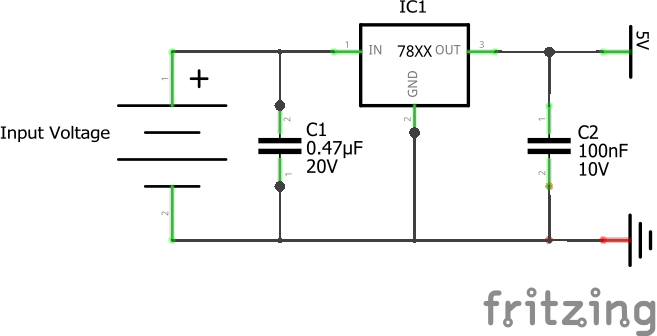 IC1
1
IN
78XX
OUT
3
GND
2
5V
1
+
Input Voltage
2
2
C1
0.47µF
20V
1
1
C2
100nF
10V
2
fritzing